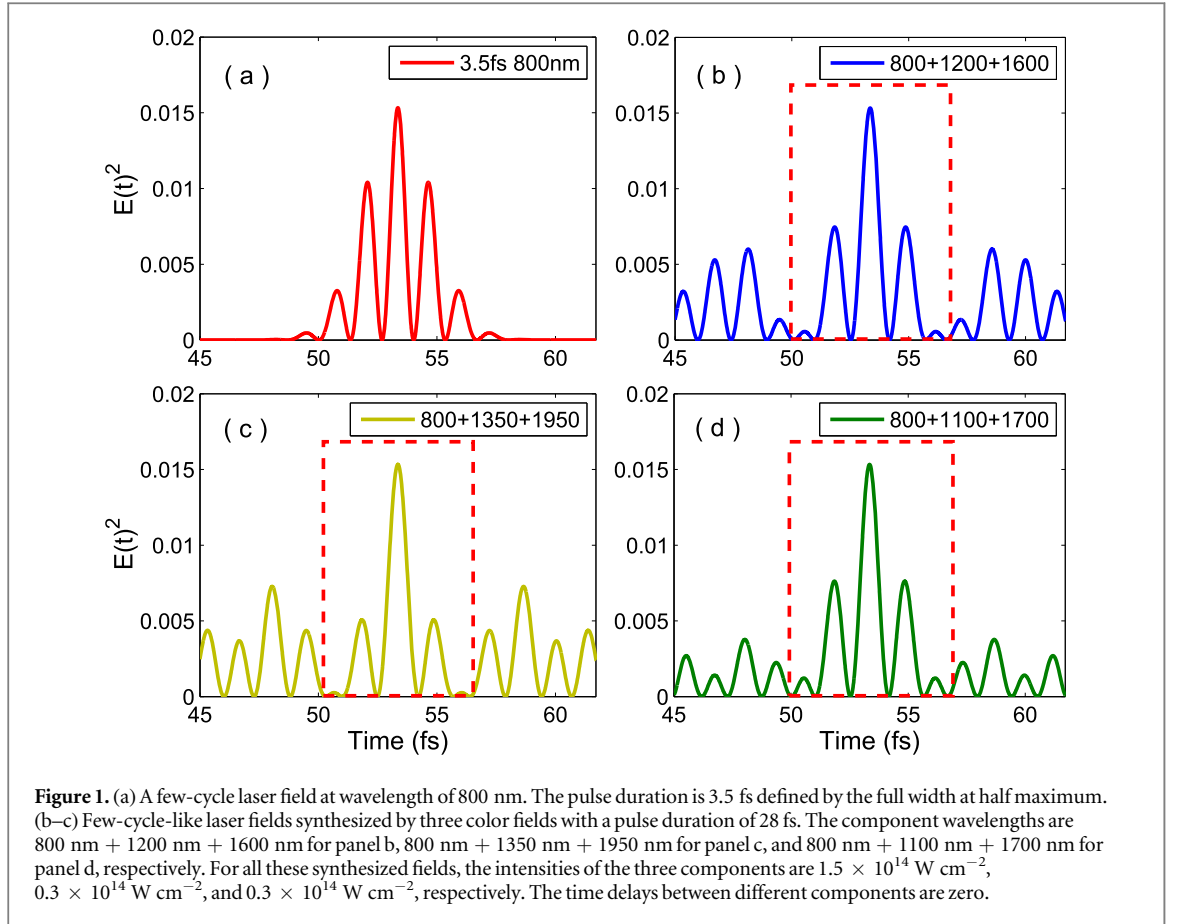 0.02
0.015
0.01
0.005
0
45
50
55
60
E(t)²
( a )
3.5fs 800nm
0.02
0.015
0.01
0.005
0
45
50
55
60
( b )
800+1200+1600
0.02
0.015
0.01
0.005
0
45
50
55
60
E(t)²
Time (fs)
( c )
800+1350+1950
0.02
0.015
0.01
0.005
0
45
50
55
60
Time (fs)
( d )
800+1100+1700
Figure 1. (a) A few-cycle laser field at wavelength of 800 nm. The pulse duration is 3.5 fs defined by the full width at half maximum.
(b–c) Few-cycle-like laser fields synthesized by three color fields with a pulse duration of 28 fs. The component wavelengths are
800 nm + 1200 nm + 1600 nm for panel b, 800 nm + 1350 nm + 1950 nm for panel c, and 800 nm + 1100 nm + 1700 nm for
panel d, respectively. For all these synthesized fields, the intensities of the three components are 1.5 × 10¹⁴ W cm⁻²,
0.3 × 10¹⁴ W cm⁻², and 0.3 × 10¹⁴ W cm⁻², respectively. The time delays between different components are zero.